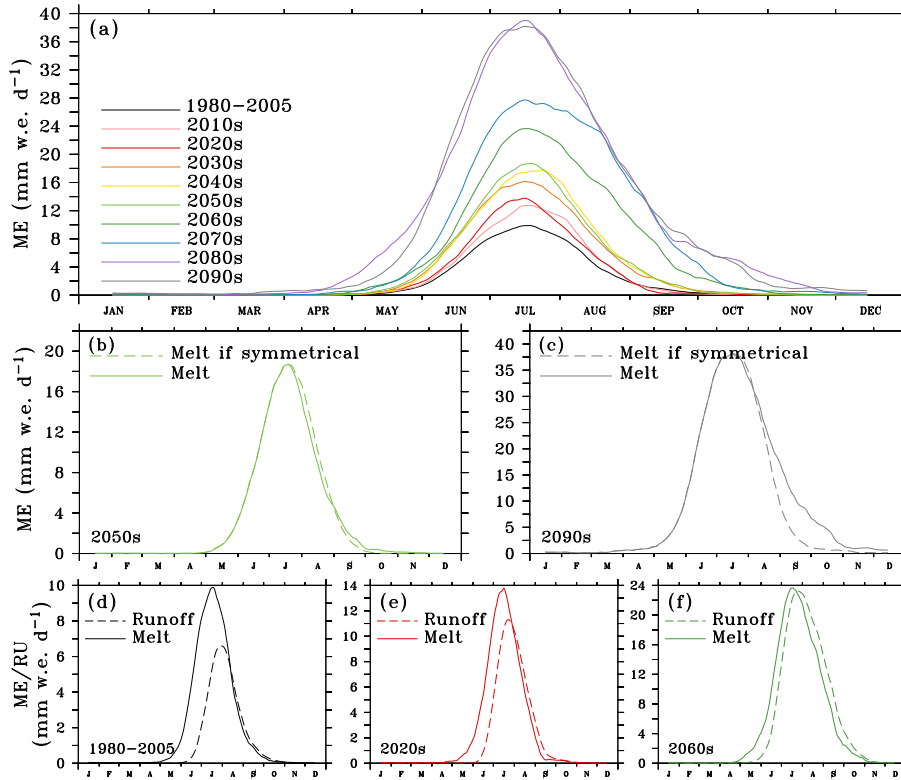 (a)
ME (mm w.e. d⁻¹)
40
36
32
28
24
20
16
12
8
4
0
1980−2005
2010s
2020s
2030s
2040s
2050s
2060s
2070s
2080s
2090s
JAN FEB MAR APR MAY JUN JUL AUG SEP OCT NOV DEC
(b)
Melt if symmetrical
Melt
ME (mm w.e. d⁻¹)
20
16
12
8
4
0
2050s
J F M A M J J A S O N D
(c)
Melt if symmetrical
Melt
40
35
30
25
20
15
10
5
0
2090s
J F M A M J J A S O N D
(d)
Runoff
Melt
ME/RU
(mm w.e. d⁻¹)
10
8
6
4
2
0
1980−2005
J F M A M J J A S O N D
(e)
Runoff
Melt
14
12
10
8
6
4
2
0
2020s
J F M A M J J A S O N D
(f)
Runoff
Melt
24
20
16
12
8
4
0
2060s
J F M A M J J A S O N D